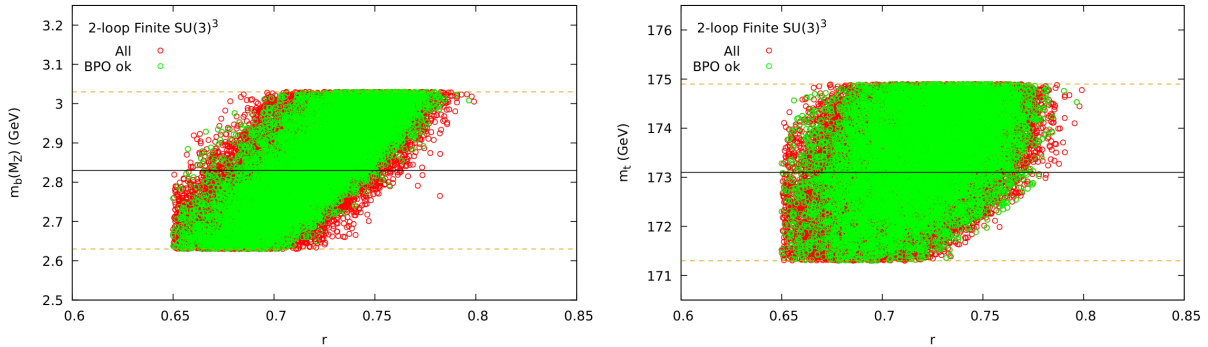 2-loop Finite SU(3)³
All
BPO ok
m_b(M_Z) (GeV)
3.2
3.1
3
2.9
2.8
2.7
2.6
2.5
0.6 0.65 0.7 0.75 0.8 0.85
r
2-loop Finite SU(3)³
All
BPO ok
m_t (GeV)
176
175
174
173
172
171
0.6 0.65 0.7 0.75 0.8 0.85
r